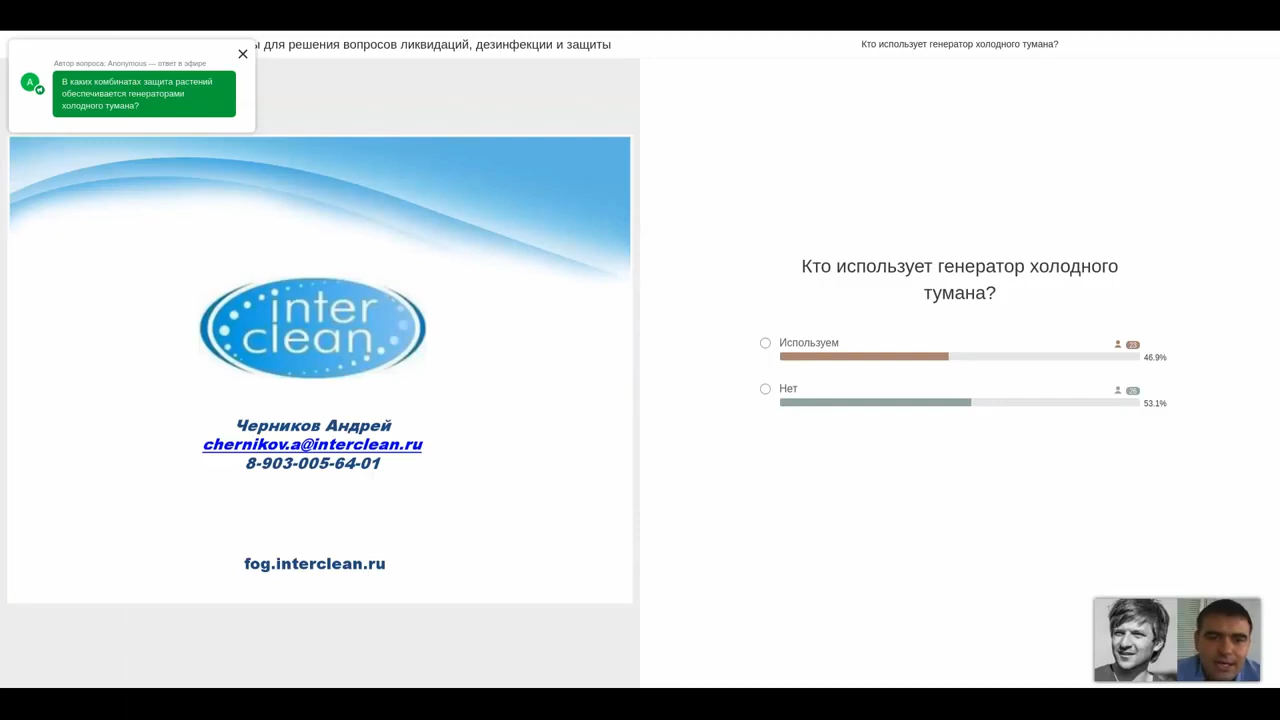 ы для решения вопросов ликвидаций, дезинфекции и защиты
Кто использует генератор холодного тумана?
Автор вопроса: Anonymous — ответ в эфире
A
В каких комбинатах защита растений
обеспечивается генераторами
холодного тумана?
inter
clean
Черников Андрей
chernikov.a@interclean.ru
8-903-005-64-01
fog.interclean.ru
Кто использует генератор холодного
тумана?
Используем
23
46.9%
Нет
26
53.1%